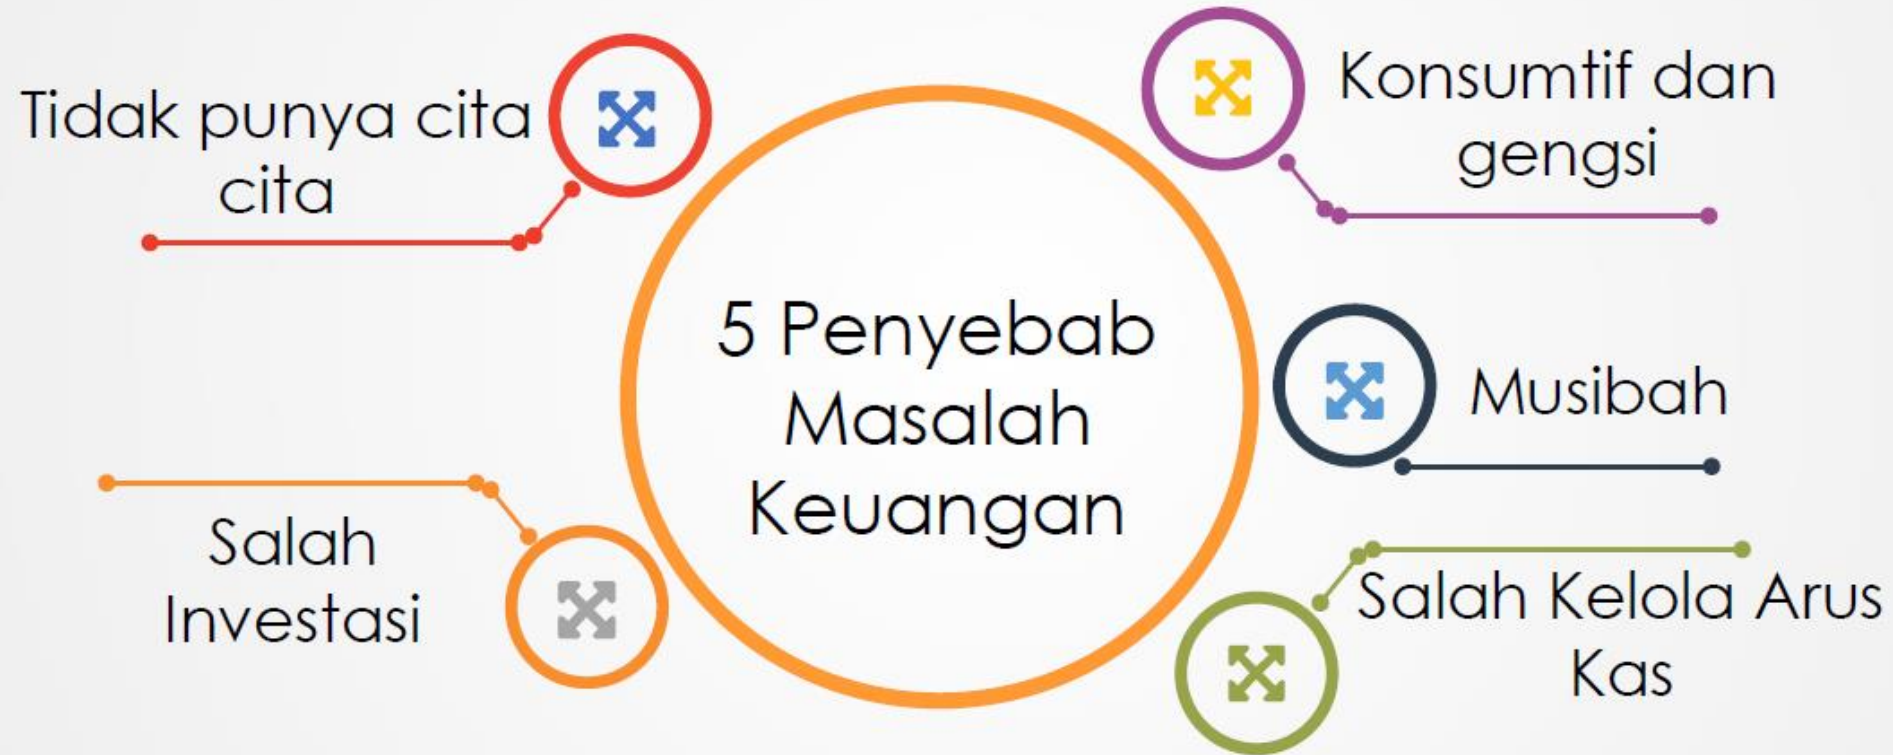 Tidak punya cita
cita
Konsumtif dan
gengsi
5 Penyebab
Masalah
Keuangan
Musibah
Salah
Investasi
Salah Kelola Arus
Kas